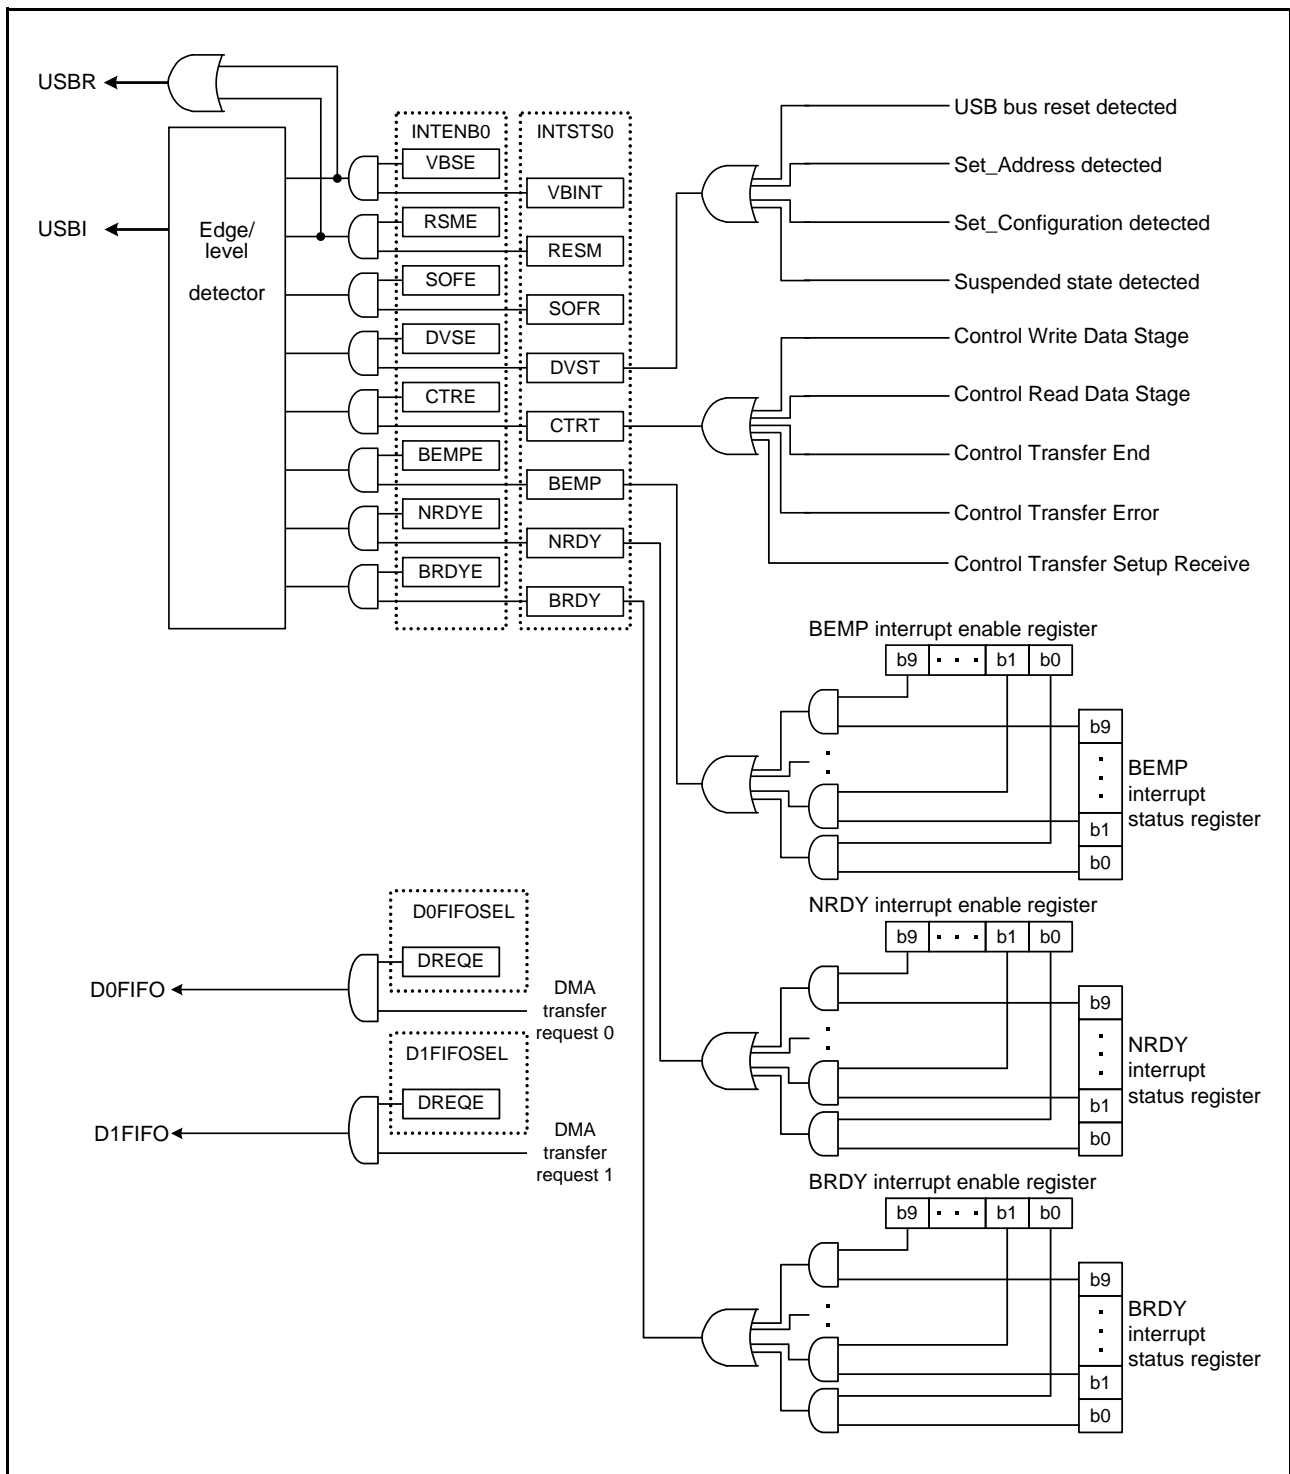 USBR
USBI
Edge/
level
detector
INTENB0
VBSE
RSME
SOFE
DVSE
CTRE
BEMPE
NRDYE
BRDYE
INTSTS0
VBINT
RESM
SOFR
DVST
CTRT
BEMP
NRDY
BRDY
USB bus reset detected
Set_Address detected
Set_Configuration detected
Suspended state detected
Control Write Data Stage
Control Read Data Stage
Control Transfer End
Control Transfer Error
Control Transfer Setup Receive
BEMP interrupt enable register
b9 · · · b1 b0
b9
b1
b0
BEMP
interrupt
status register
D0FIFOSEL
DREQE
D0FIFO
DMA
transfer
request 0
D1FIFOSEL
DREQE
D1FIFO
DMA
transfer
request 1
NRDY interrupt enable register
b9 · · · b1 b0
b9
b1
b0
NRDY
interrupt
status register
BRDY interrupt enable register
b9 · · · b1 b0
b9
b1
b0
BRDY
interrupt
status register